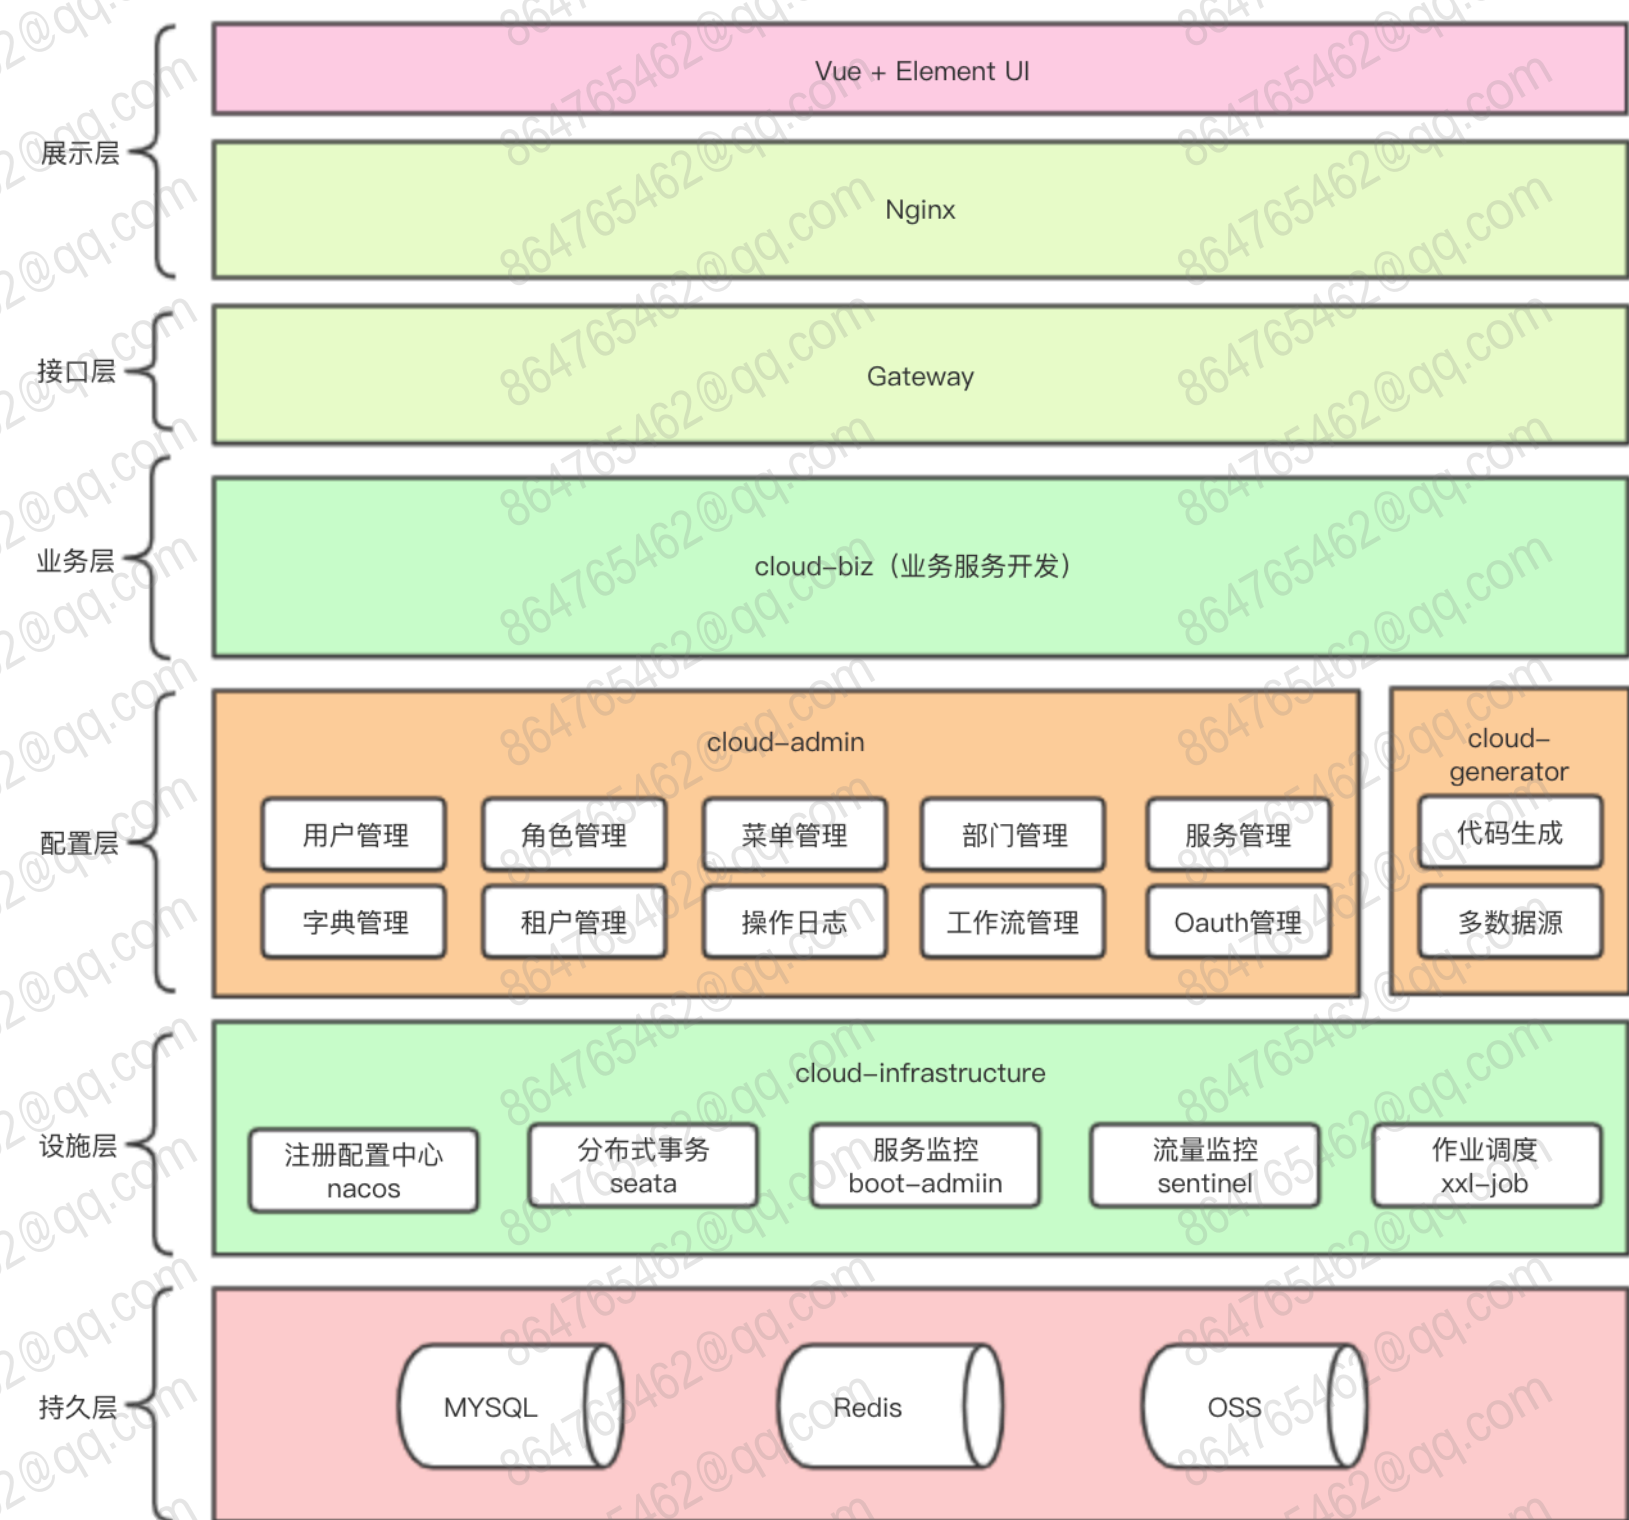 Vue + Element UI
展示层
Nginx
接口层
Gateway
业务层
cloud-biz（业务服务开发）
配置层
cloud-admin
用户管理
角色管理
菜单管理
部门管理
服务管理
字典管理
租户管理
操作日志
工作流管理
Oauth管理
cloud-
generator
代码生成
多数据源
设施层
cloud-infrastructure
注册配置中心
nacos
分布式事务
seata
服务监控
boot-admiin
流量监控
sentinel
作业调度
xxl-job
持久层
MYSQL
Redis
OSS
864765462@qq.com